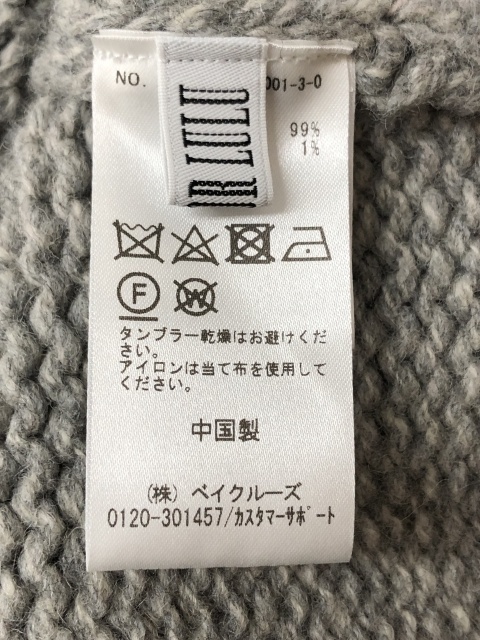 NO.
001-3-0
99%
1%
OR LULU
F
W
タンブラー乾燥はお避けくだ
さい。
アイロンは当て布を使用して
ください。
中国製
(株) ベイクルーズ
0120-301457/カスタマーサポート